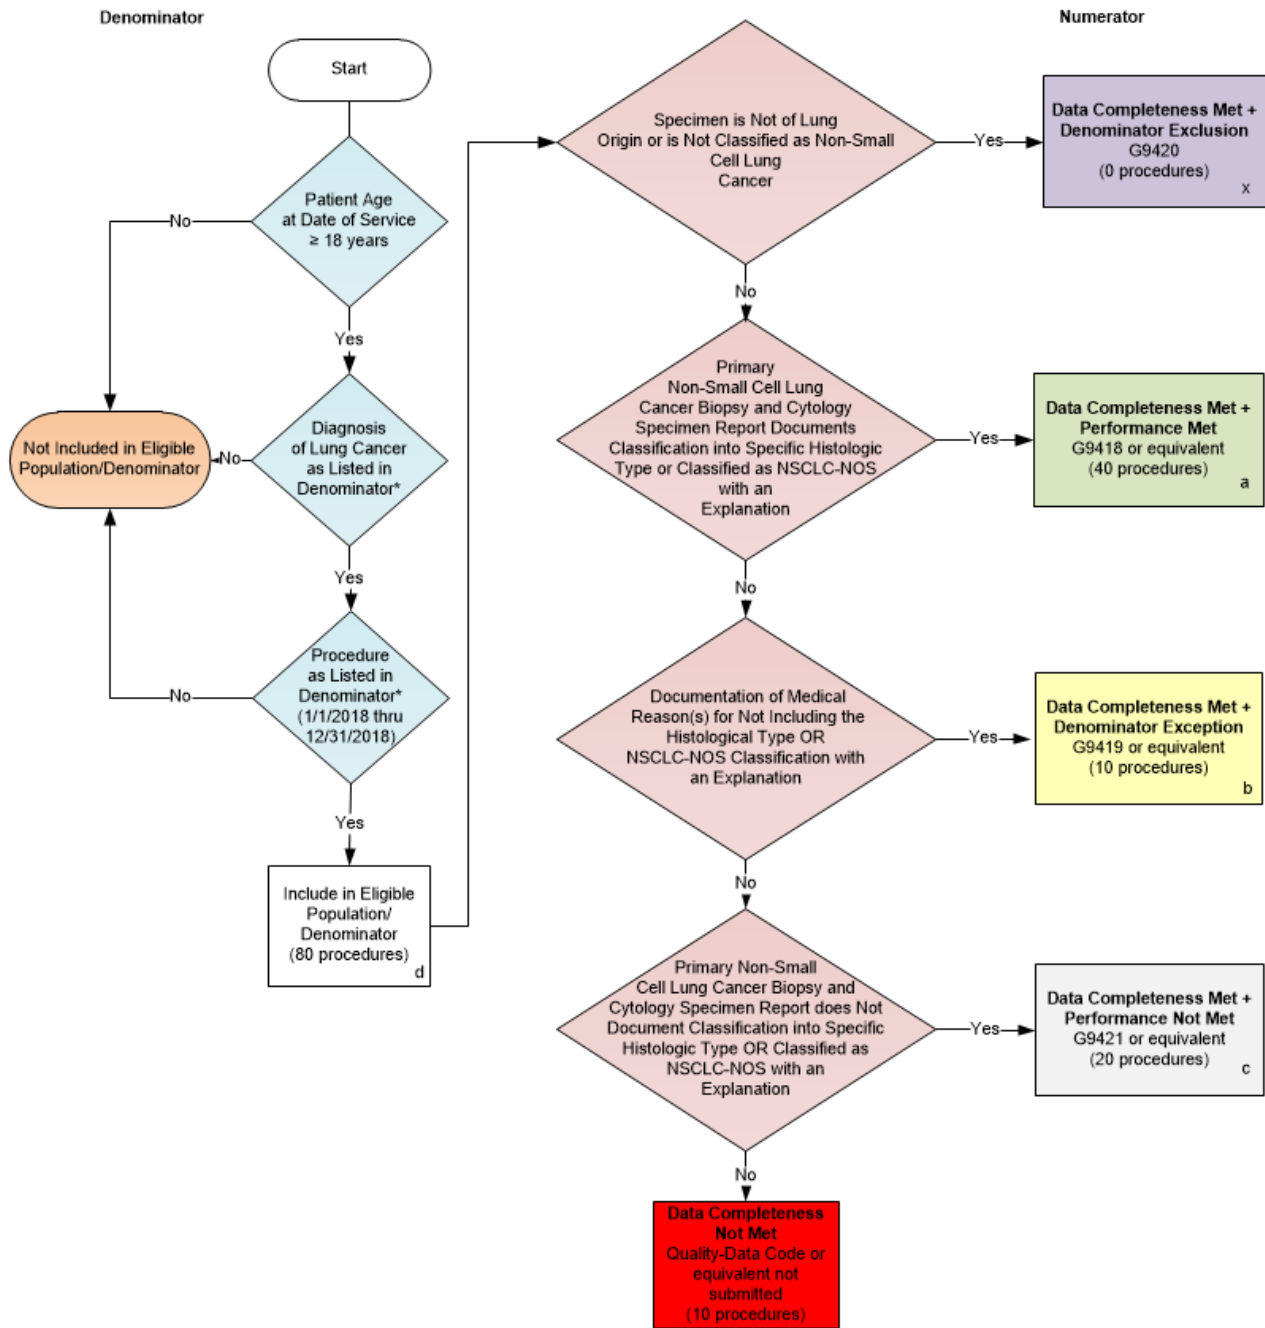 Denominator
Numerator
Start
Patient Age
at Date of Service
≥ 18 years
No
Yes
Diagnosis
of Lung Cancer
as Listed in
Denominator*
No
Not Included in Eligible
Population/Denominator
Yes
Procedure
as Listed in
Denominator*
(1/1/2018 thru
12/31/2018)
No
Yes
Include in Eligible
Population/
Denominator
(80 procedures)
d
Specimen is Not of Lung
Origin or is Not Classified as Non-Small
Cell Lung
Cancer
Yes
Data Completeness Met +
Denominator Exclusion
G9420
(0 procedures)
x
No
Primary
Non-Small Cell Lung
Cancer Biopsy and Cytology
Specimen Report Documents
Classification into Specific Histologic
Type or Classified as NSCLC-NOS
with an
Explanation
Yes
Data Completeness Met +
Performance Met
G9418 or equivalent
(40 procedures)
a
No
Documentation of Medical
Reason(s) for Not Including the
Histological Type OR
NSCLC-NOS Classification with
an Explanation
Yes
Data Completeness Met +
Denominator Exception
G9419 or equivalent
(10 procedures)
b
No
Primary Non-Small
Cell Lung Cancer Biopsy and
Cytology Specimen Report does Not
Document Classification into Specific
Histologic Type OR Classified as
NSCLC-NOS with an
Explanation
Yes
Data Completeness Met +
Performance Not Met
G9421 or equivalent
(20 procedures)
c
No
Data Completeness
Not Met
Quality-Data Code or
equivalent not
submitted
(10 procedures)